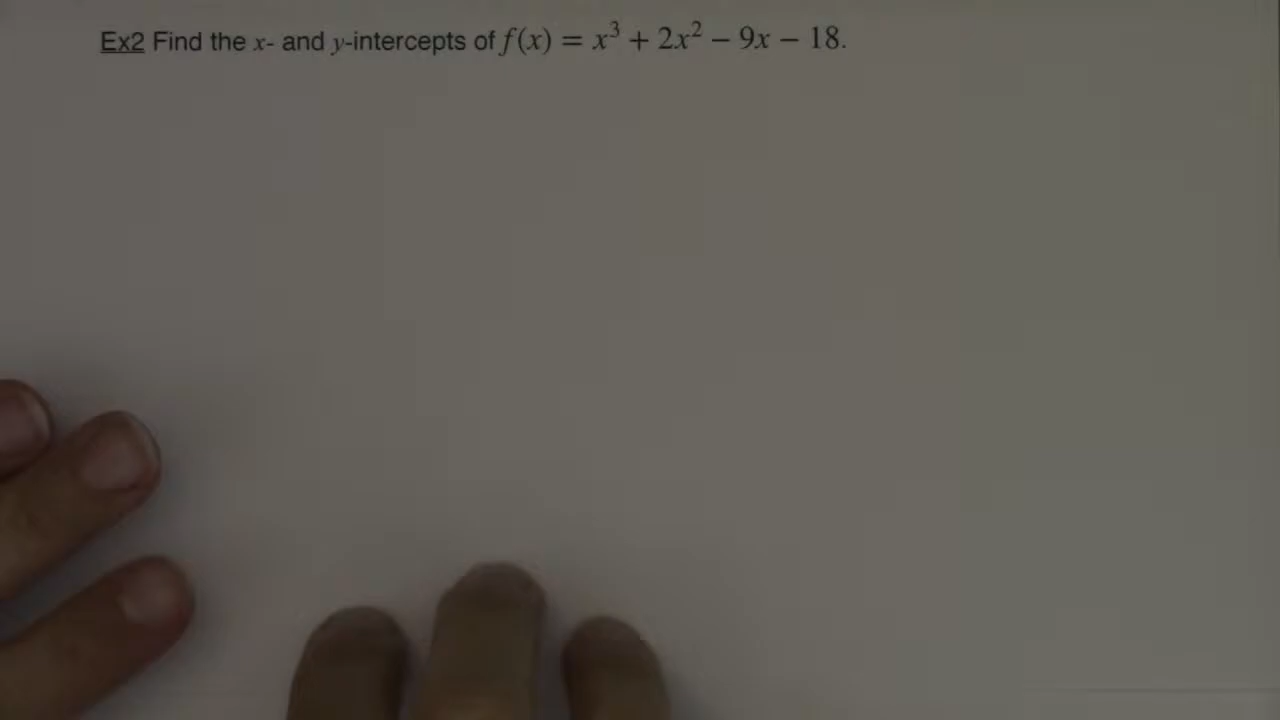 Ex2 Find the x- and y-intercepts of f(x) = x³ + 2x² − 9x − 18.